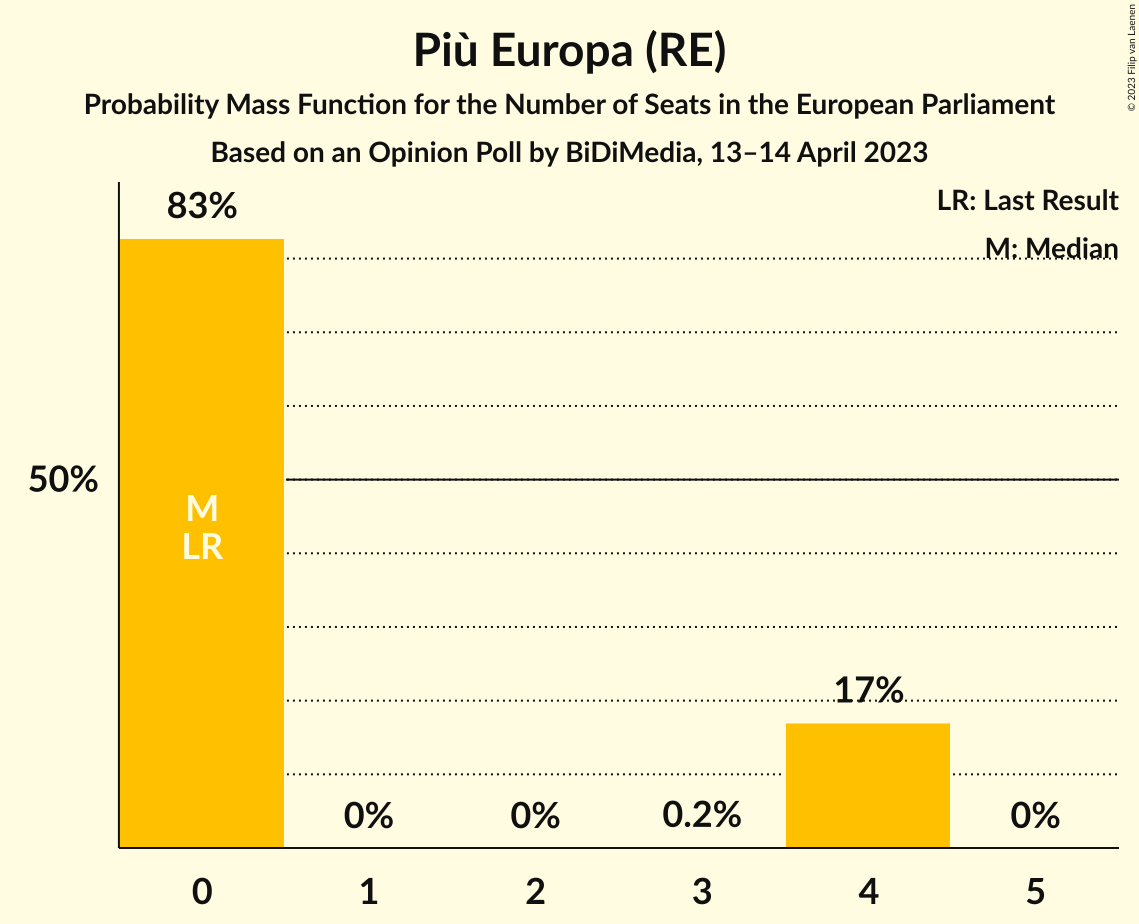 Più Europa (RE)
Probability Mass Function for the Number of Seats in the European Parliament
Based on an Opinion Poll by BiDiMedia, 13–14 April 2023
© 2023 Filip van Laenen
LR: Last Result
M: Median
83%
50%
M
LR
17%
0%
0%
0.2%
0%
0
1
2
3
4
5